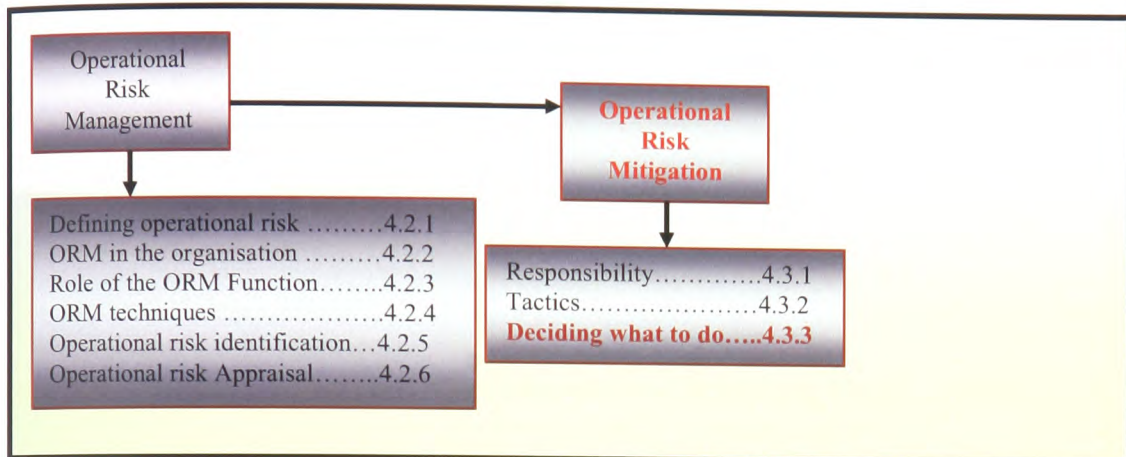 Operational
Risk
Management
Operational
Risk
Mitigation
Defining operational risk .........4.2.1
ORM in the organisation .........4.2.2
Role of the ORM Function........4.2.3
ORM techniques ..................4.2.4
Operational risk identification...4.2.5
Operational risk Appraisal........4.2.6
Responsibility..............4.3.1
Tactics......................4.3.2
Deciding what to do.....4.3.3